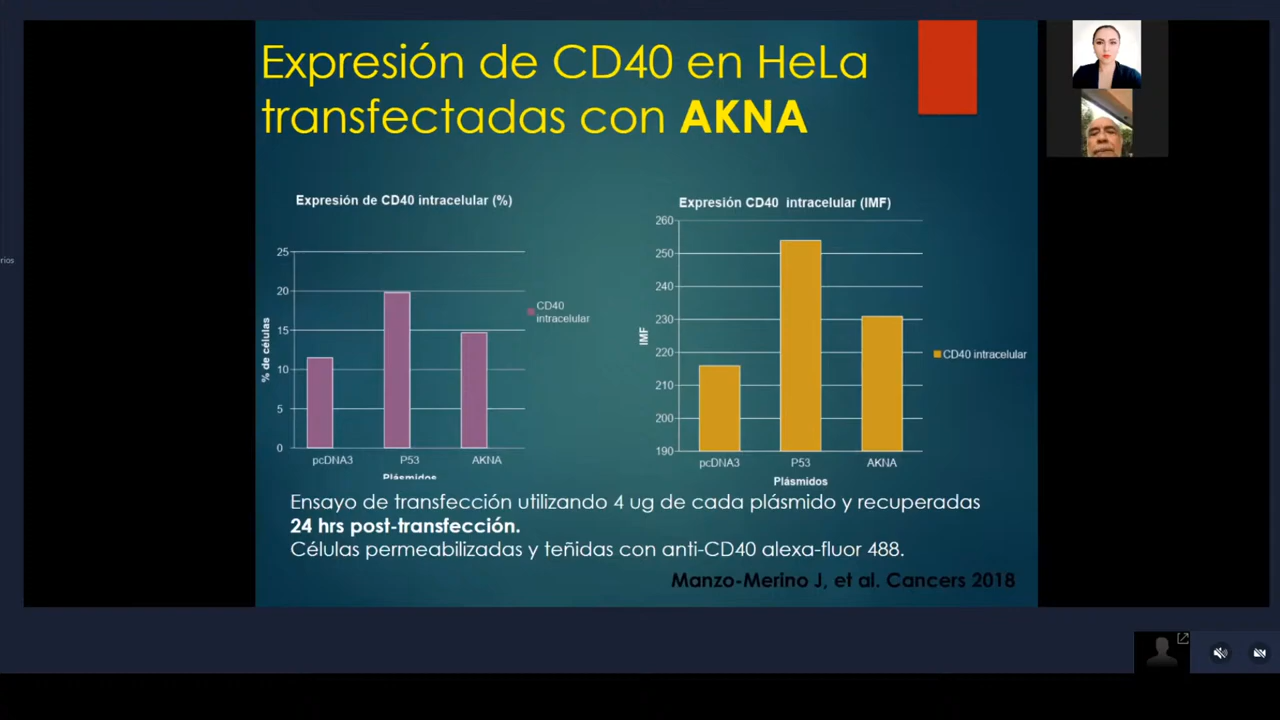 Expresión de CD40 en HeLa
transfectadas con AKNA
Expresión de CD40 intracelular (%)
25
20
15
10
5
0
% de células
pcDNA3
P53
AKNA
Plásmidos
CD40
intracelular
Expresión CD40 intracelular (IMF)
260
250
240
230
220
210
200
190
IMF
pcDNA3
P53
AKNA
Plásmidos
CD40 intracelular
Ensayo de transfección utilizando 4 ug de cada plásmido y recuperadas
24 hrs post-transfección.
Células permeabilizadas y teñidas con anti-CD40 alexa-fluor 488.
Manzo-Merino J, et al. Cancers 2018
rios